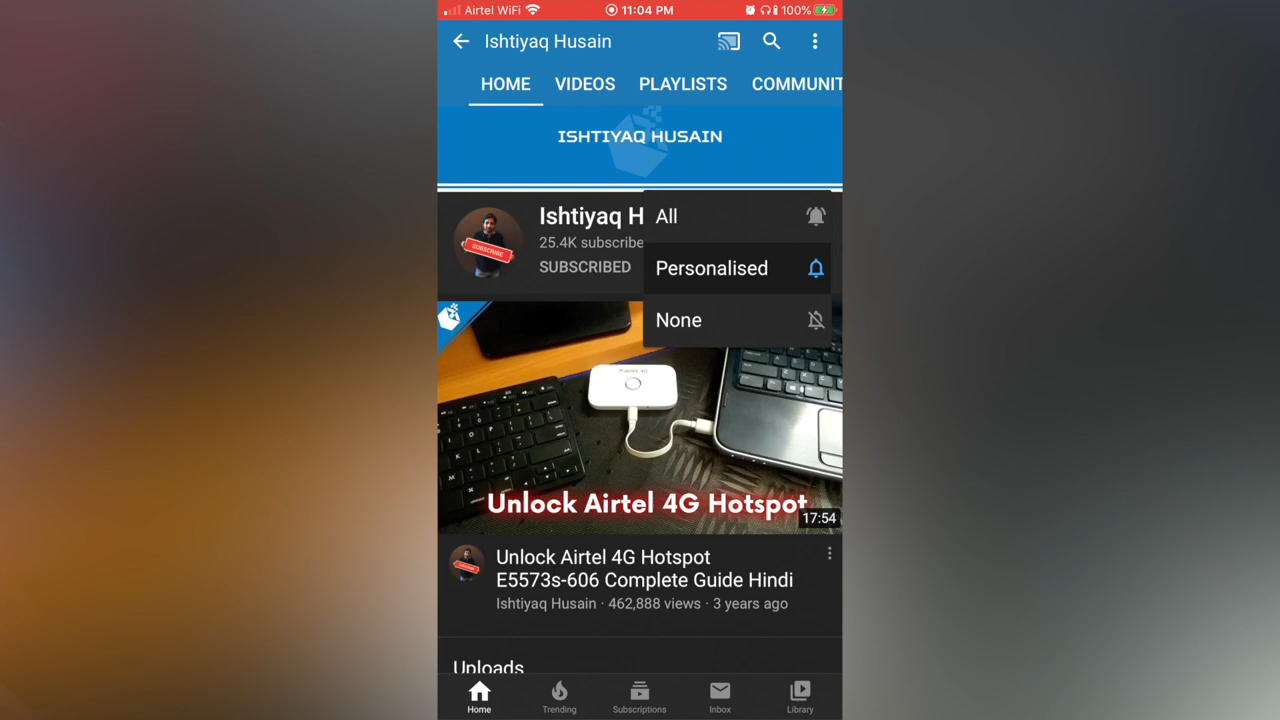 Airtel WiFi 11:04 PM 100%
Ishtiyaq Husain
HOME VIDEOS PLAYLISTS COMMUNIT
ISHTIYAQ HUSAIN
Ishtiyaq H
25.4K subscribe
SUBSCRIBED
All
Personalised
None
SUBSCRIBE
Unlock Airtel 4G Hotspot
17:54
Unlock Airtel 4G Hotspot
E5573s-606 Complete Guide Hindi
Ishtiyaq Husain · 462,888 views · 3 years ago
Uploads
Home Trending Subscriptions Inbox Library